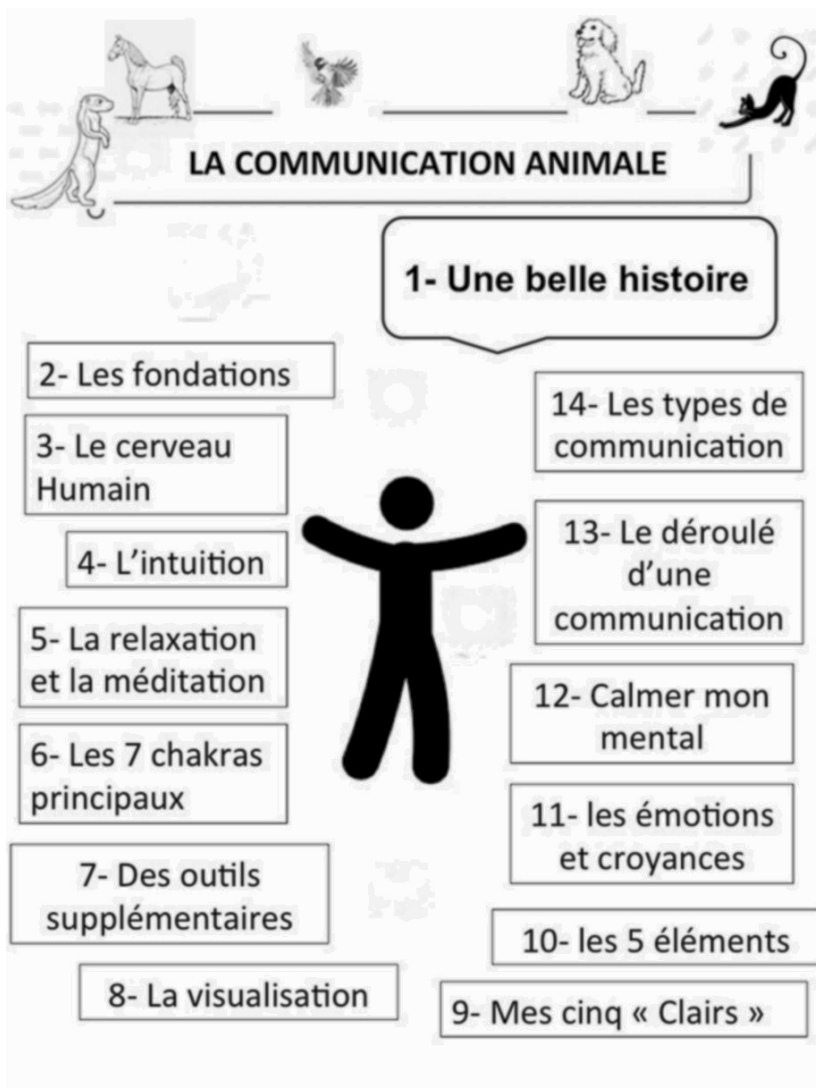 LA COMMUNICATION ANIMALE
1- Une belle histoire
2- Les fondations
3- Le cerveau
Humain
4- L’intuition
5- La relaxation
et la méditation
6- Les 7 chakras
principaux
7- Des outils
supplémentaires
8- La visualisation
9- Mes cinq « Clairs »
10- les 5 éléments
11- les émotions
et croyances
12- Calmer mon
mental
13- Le déroulé
d’une
communication
14- Les types de
communication